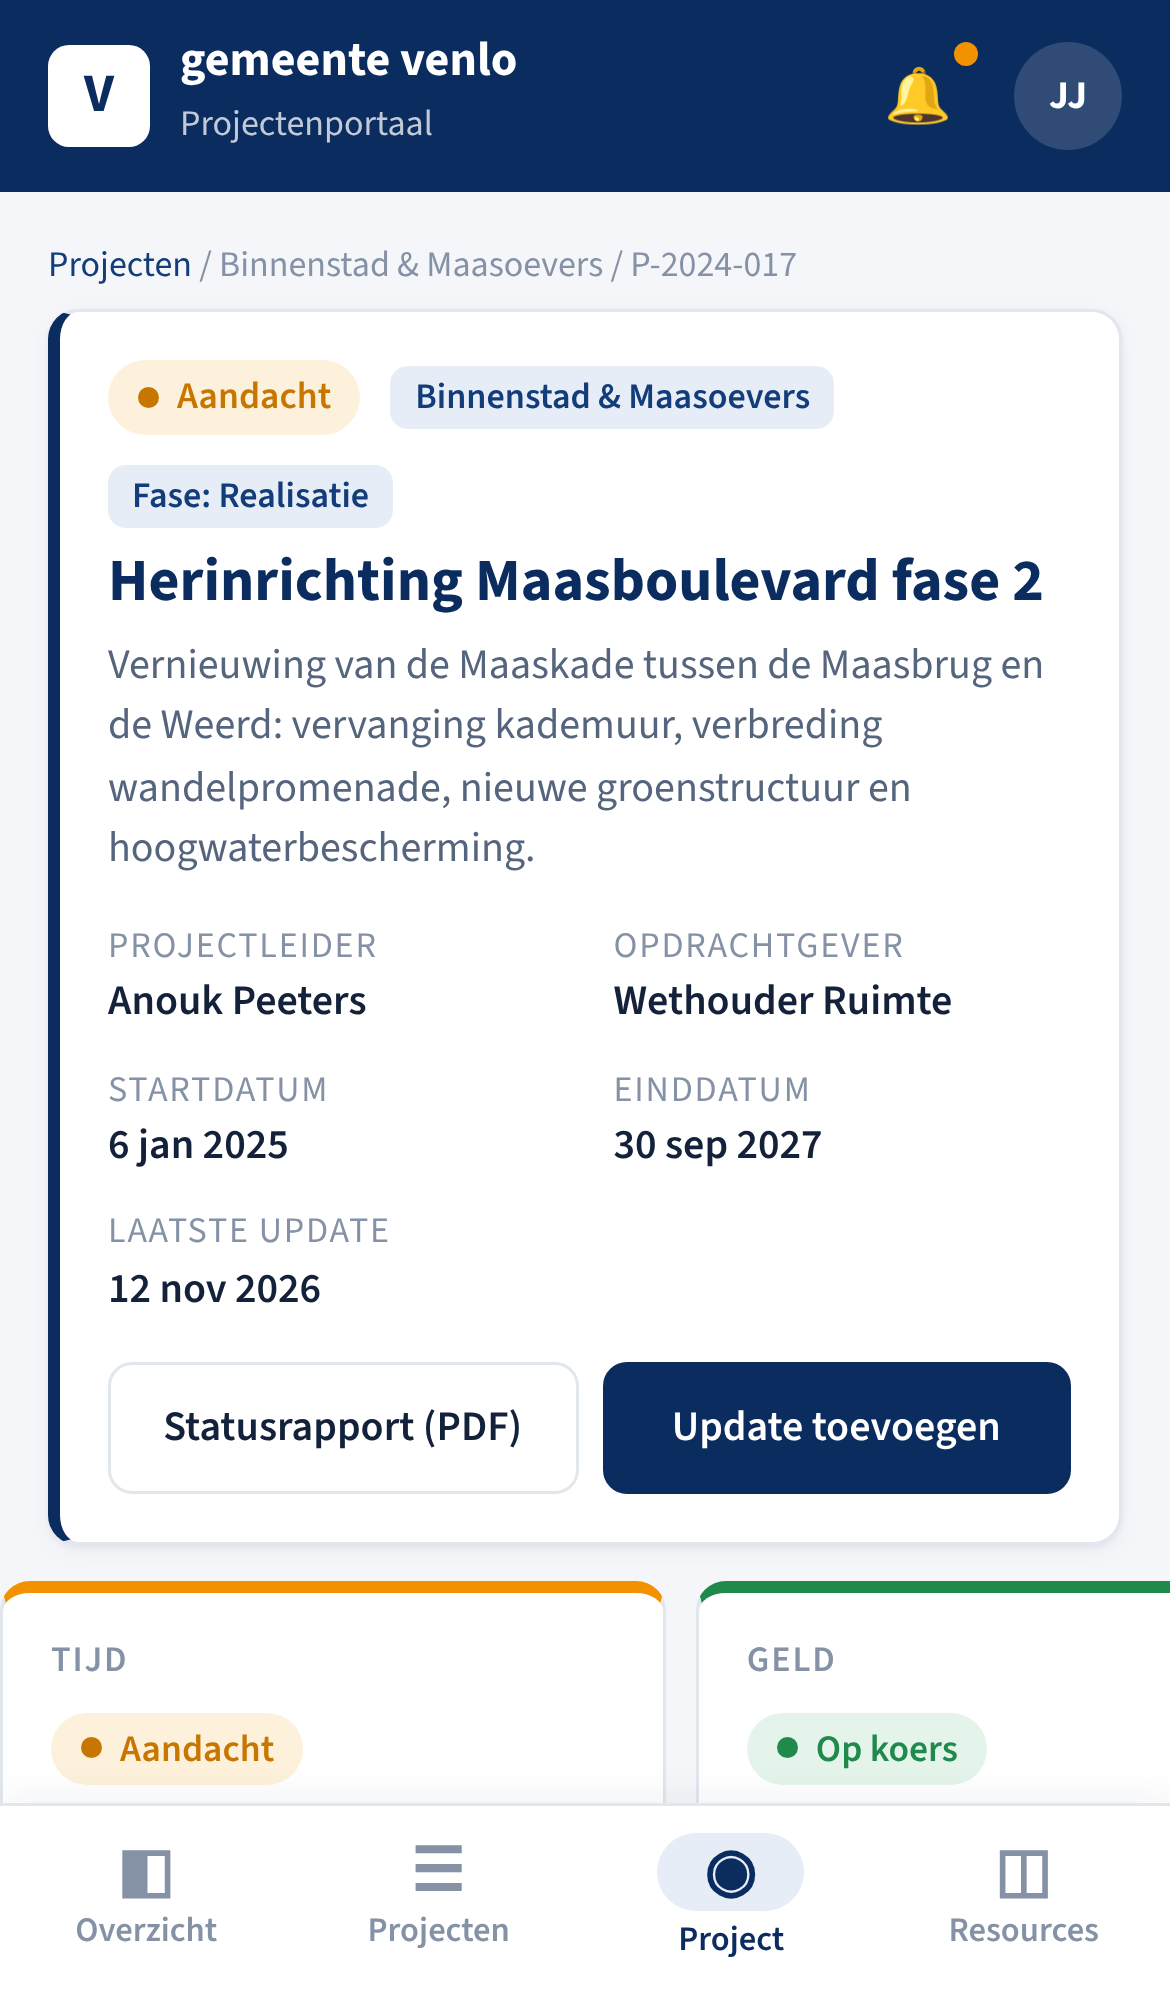 V
gemeente venlo
Projectenportaal
JJ
Projecten / Binnenstad & Maasoevers / P-2024-017
Aandacht
Binnenstad & Maasoevers
Fase: Realisatie
Herinrichting Maasboulevard fase 2
Vernieuwing van de Maaskade tussen de Maasbrug en
de Weerd: vervanging kademuur, verbreding
wandelpromenade, nieuwe groenstructuur en
hoogwaterbescherming.
PROJECTLEIDER
Anouk Peeters
OPDRACHTGEVER
Wethouder Ruimte
STARTDATUM
6 jan 2025
EINDDATUM
30 sep 2027
LAATSTE UPDATE
12 nov 2026
Statusrapport (PDF)
Update toevoegen
TIJD
Aandacht
GELD
Op koers
Overzicht
Projecten
Project
Resources